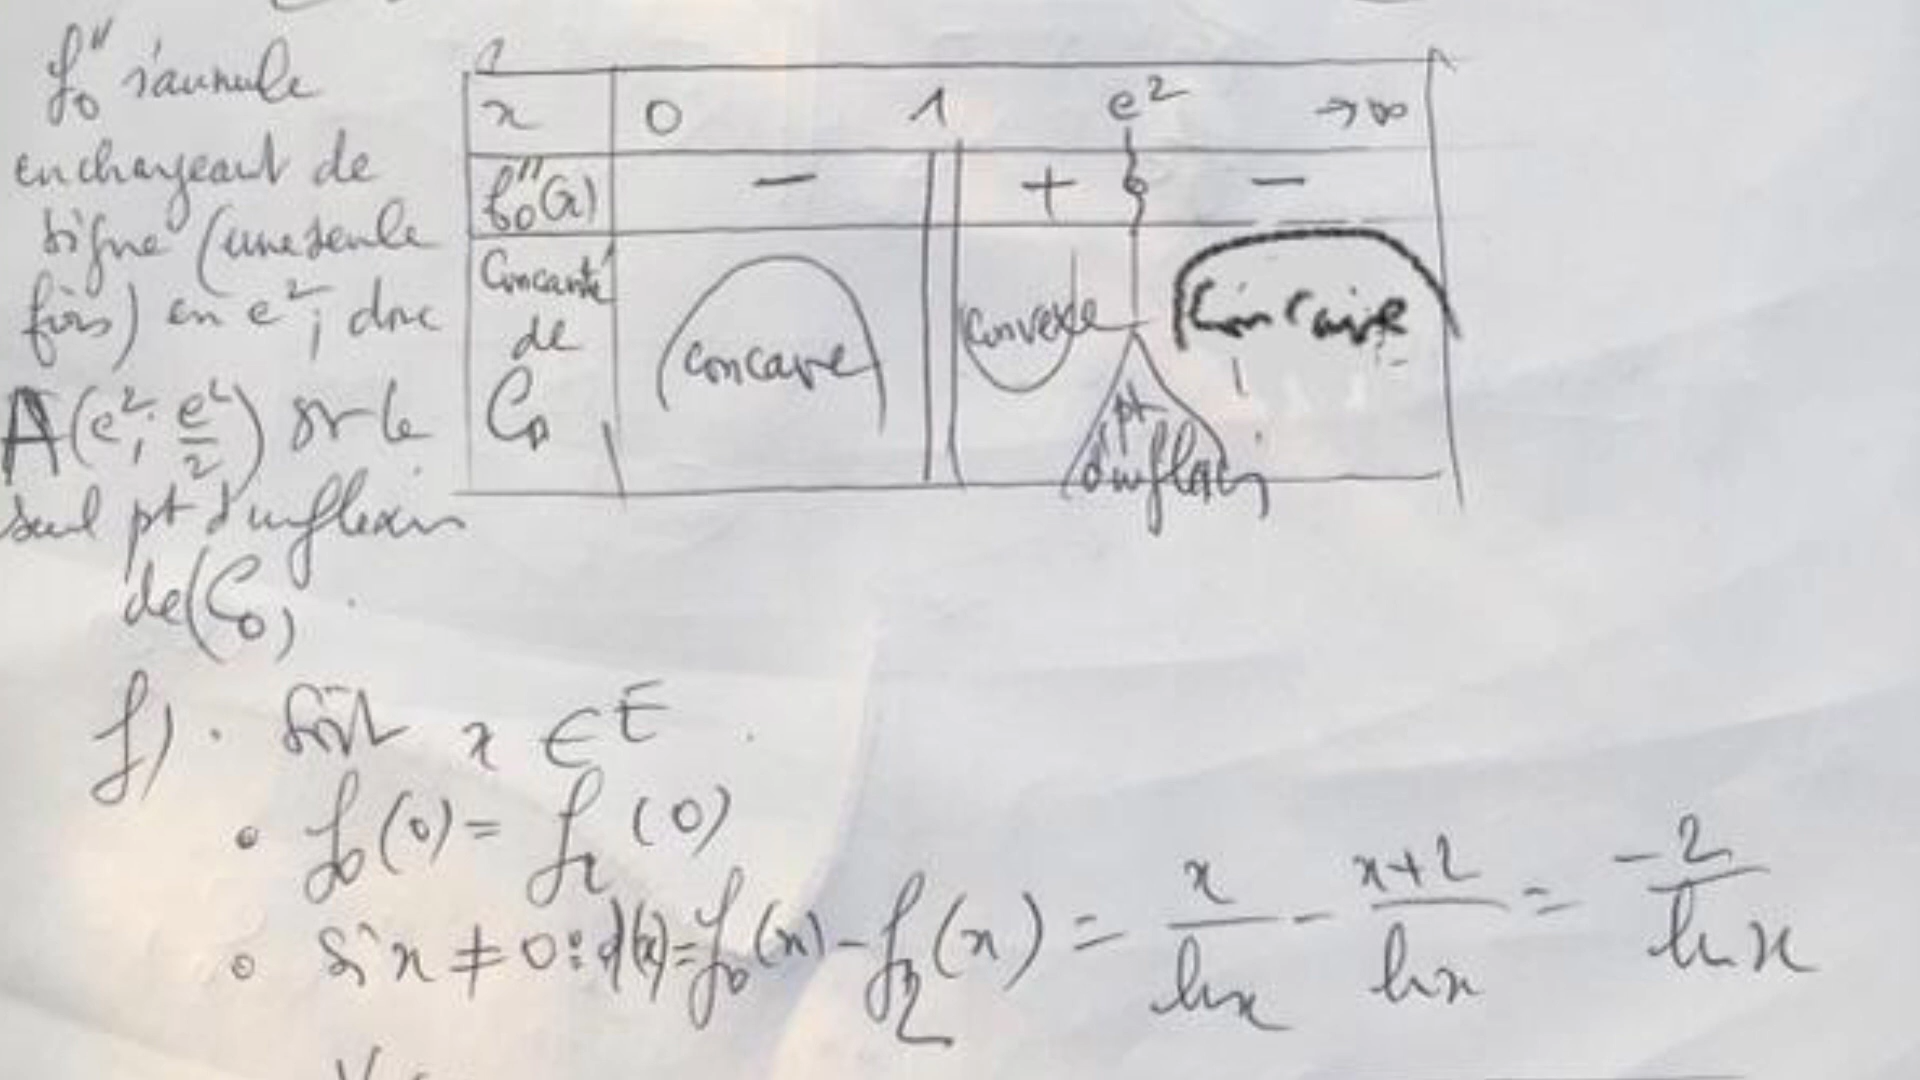 f₀'' s'annule
en changeant de
signe (une seule
fois) en e² ; donc
A(e² ; e²/2) est le
seul pt d'inflexion
de (C₀)
x 0 1 e² +∞
f₀''(x) − + 0 −
Concavité de C₀ concave convexe concave
pt d'inflexion
f) . Soit x ∈ E .
• f₀(0) = f₂(0)
• Si x ≠ 0 : d(x) = f₀(x) − f₂(x) = x/ln x − x+2/ln x = −2/ln x